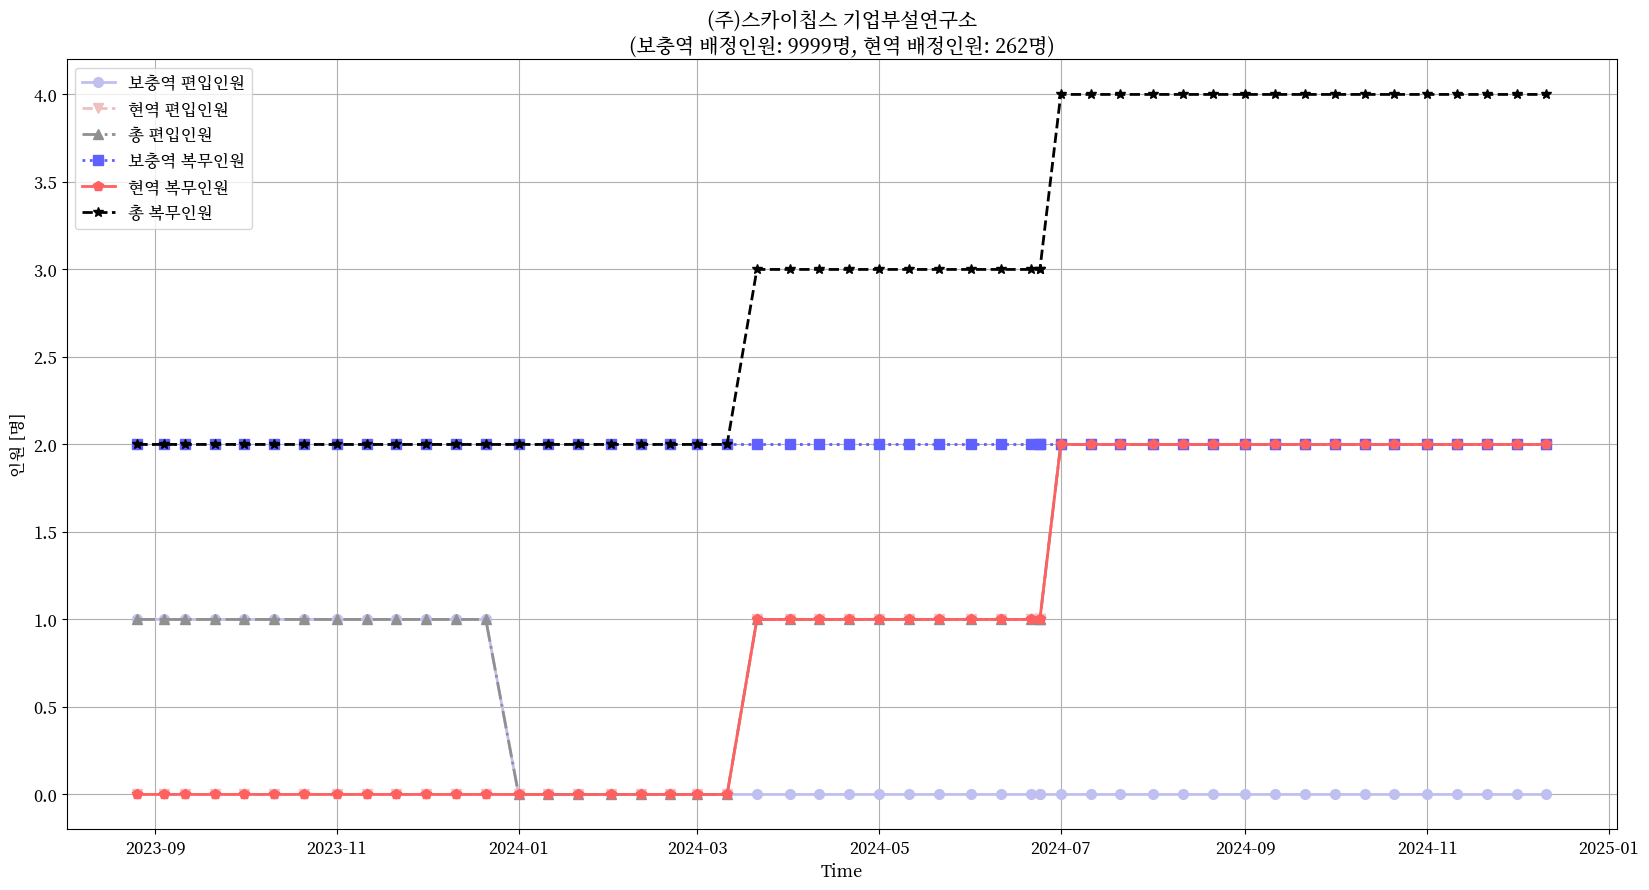 (주)스카이칩스 기업부설연구소
(보충역 배정인원: 9999명, 현역 배정인원: 262명)
보충역 편입인원
현역 편입인원
총 편입인원
보충역 복무인원
현역 복무인원
총 복무인원
4.0
3.5
3.0
2.5
2.0
1.5
1.0
0.5
0.0
인원 [명]
2023-09 2023-11 2024-01 2024-03 2024-05 2024-07 2024-09 2024-11 2025-01
Time